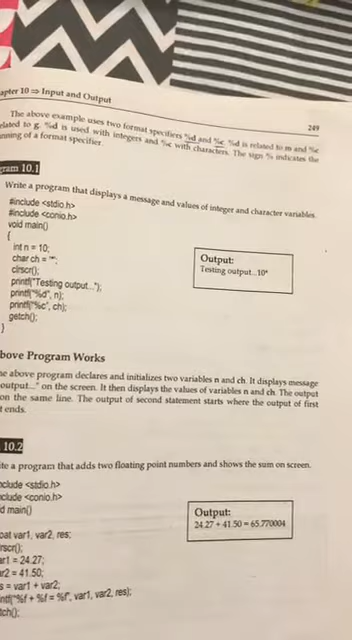 apter 10 ⇒ Input and Output
249
The above example uses two format specifiers %d and %c. %d is related to m and %c
elated to g. %d is used with integers and %c with characters. The sign % indicates the
nning of a format specifier.
gram 10.1
Write a program that displays a message and values of integer and character variables.
#include <stdio.h>
#include <conio.h>
void main()
{
int n = 10;
char ch = '*';
clrscr();
printf("Testing output...");
printf("%d", n);
printf("%c", ch);
getch();
}
Output:
Testing output...10*
bove Program Works
he above program declares and initializes two variables n and ch. It displays message
output..." on the screen. It then displays the values of variables n and ch. The output
on the same line. The output of second statement starts where the output of first
t ends.
10.2
ite a program that adds two floating point numbers and shows the sum on screen.
nclude <stdio.h>
nclude <conio.h>
d main()
oat var1, var2, res;
rscr();
ar1 = 24.27;
ar2 = 41.50;
s = var1 + var2;
intf("%f + %f = %f", var1, var2, res);
tch();
Output:
24.27 + 41.50 = 65.770004